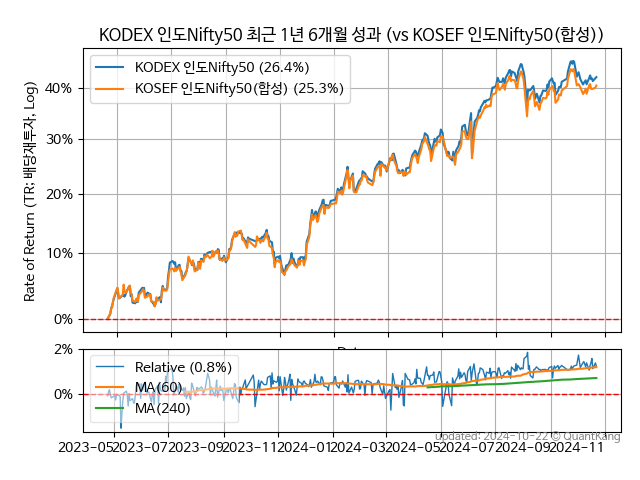 KODEX 인도Nifty50 최근 1년 6개월 성과 (vs KOSEF 인도Nifty50(합성))
KODEX 인도Nifty50 (26.4%)
KOSEF 인도Nifty50(합성) (25.3%)
Rate of Return (TR: 배당재투자, Log)
40%
30%
20%
10%
0%
2%
0%
Relative (0.8%)
MA(60)
MA(240)
updated: 2024-10-22 © QuantKang
2023-05 2023-07 2023-09 2023-11 2024-01 2024-03 2024-05 2024-07 2024-09 2024-11